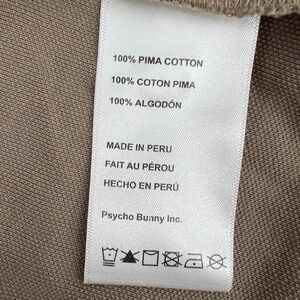 100% PIMA COTTON
100% COTON PIMA
100% ALGODÓN
MADE IN PERU
FAIT AU PÉROU
HECHO EN PERÚ
Psycho Bunny Inc.